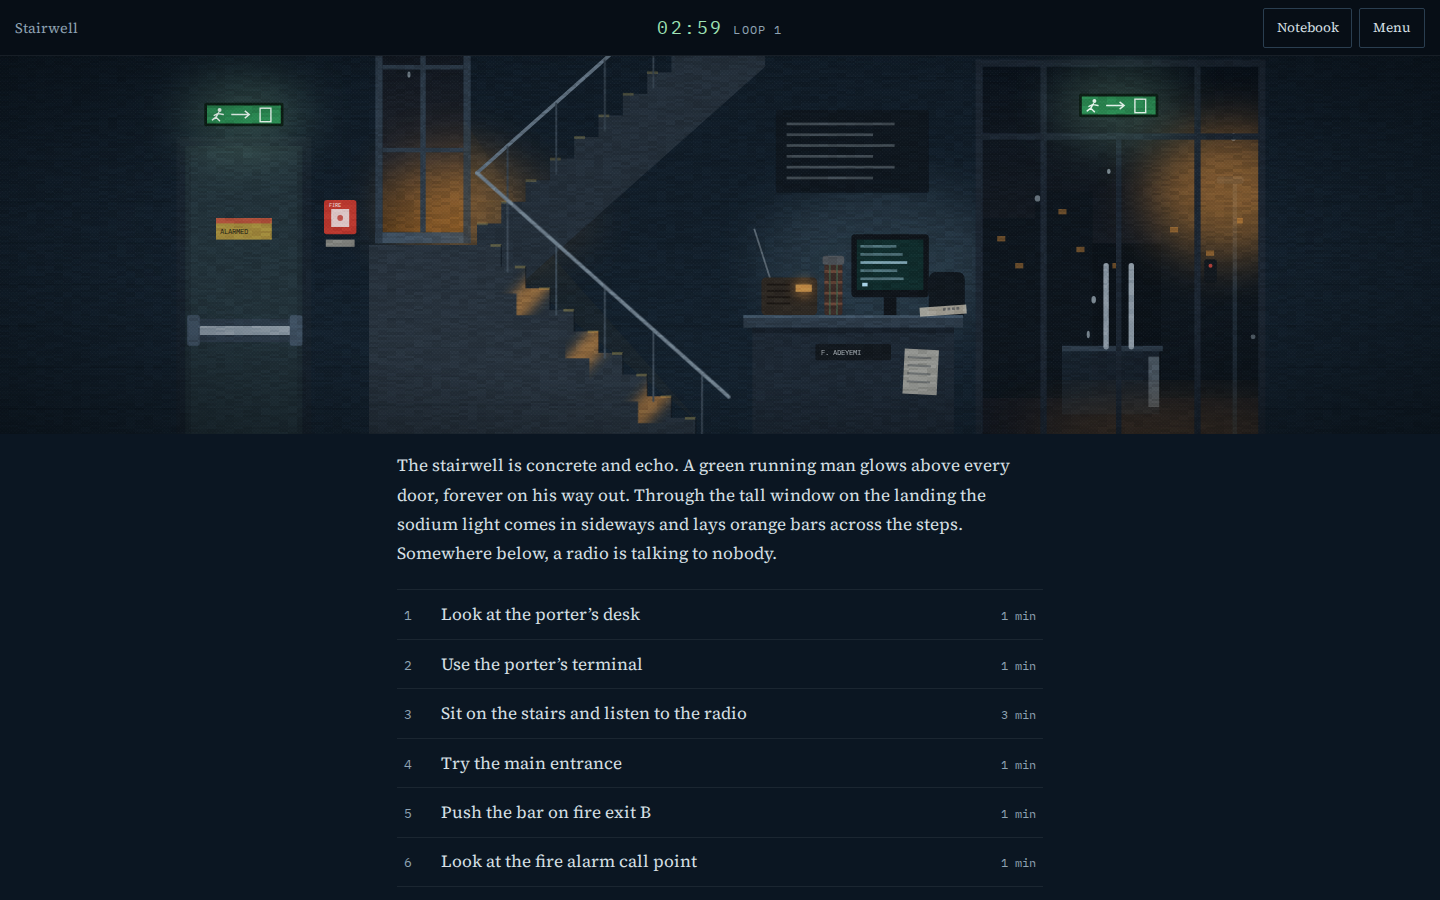 Stairwell
02:59 LOOP 1
Notebook
Menu
FIRE
ALARMED
F. ADEYEMI
The stairwell is concrete and echo. A green running man glows above every
door, forever on his way out. Through the tall window on the landing the
sodium light comes in sideways and lays orange bars across the steps.
Somewhere below, a radio is talking to nobody.
1 Look at the porter’s desk 1 min
2 Use the porter’s terminal 1 min
3 Sit on the stairs and listen to the radio 3 min
4 Try the main entrance 1 min
5 Push the bar on fire exit B 1 min
6 Look at the fire alarm call point 1 min